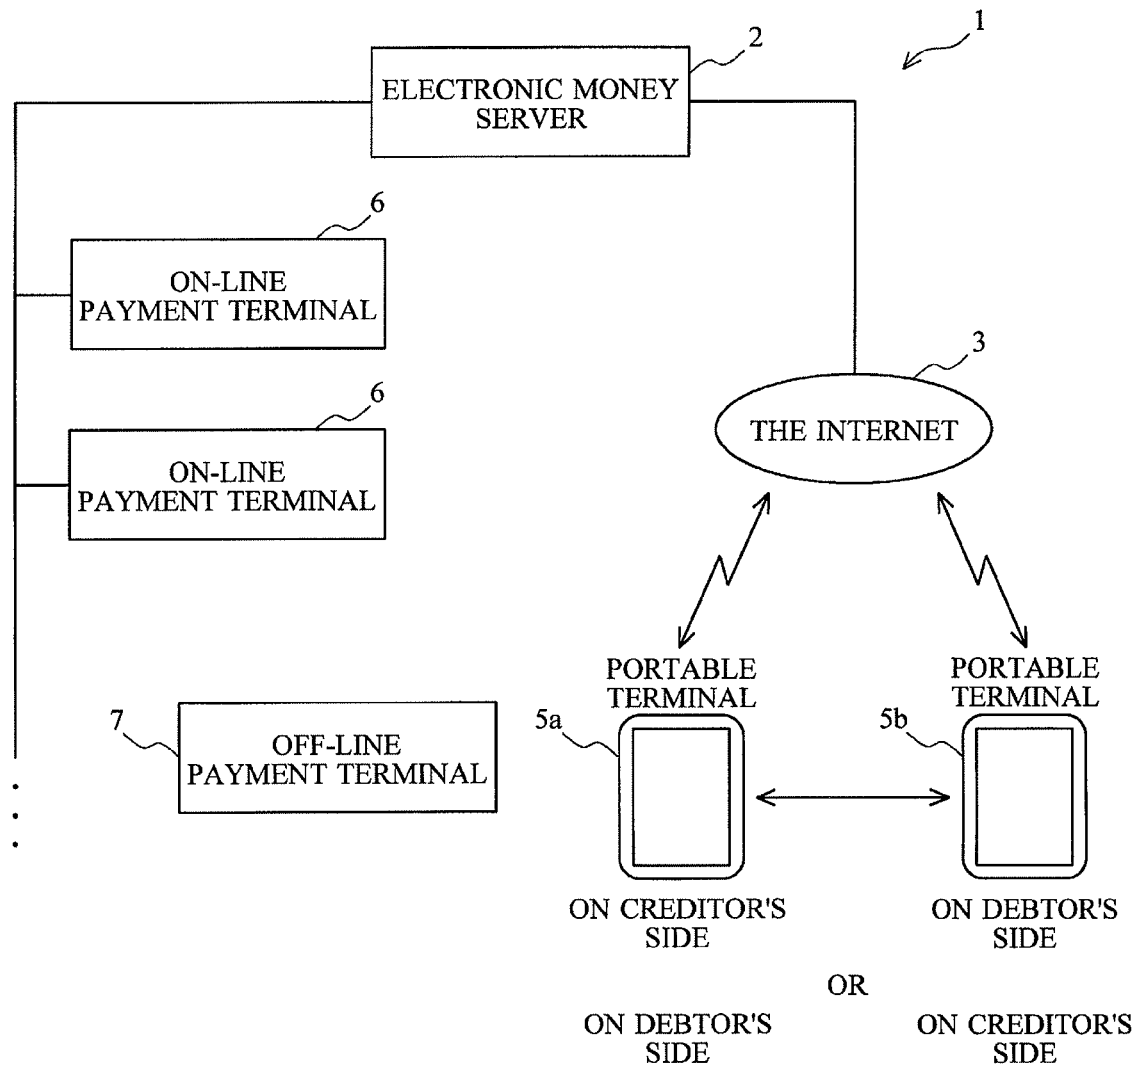 1
2
ELECTRONIC MONEY
SERVER
6
ON-LINE
PAYMENT TERMINAL
3
6
THE INTERNET
ON-LINE
PAYMENT TERMINAL
PORTABLE
TERMINAL
PORTABLE
TERMINAL
7
OFF-LINE
PAYMENT TERMINAL
5a
5b
ON CREDITOR'S
SIDE
ON DEBTOR'S
SIDE
OR
ON DEBTOR'S
SIDE
ON CREDITOR'S
SIDE